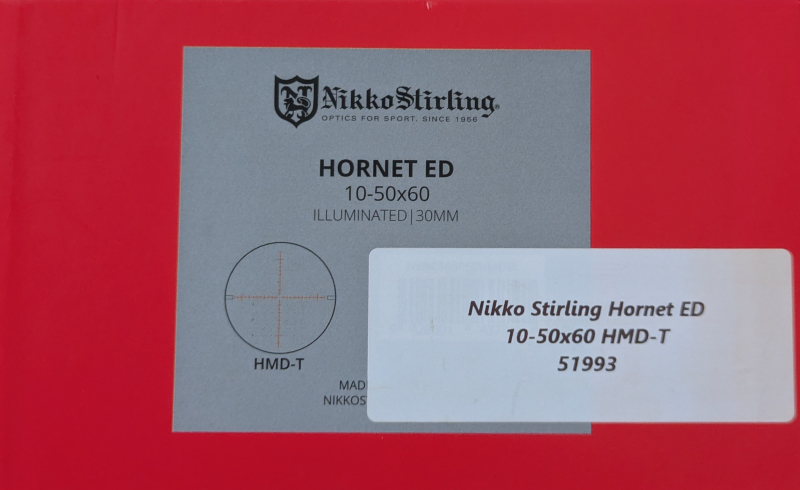 NS
NikkoStirling®
OPTICS FOR SPORT. SINCE 1956
HORNET ED
10-50x60
ILLUMINATED|30MM
HMD-T
MAD
NIKKOS
Nikko Stirling Hornet ED
10-50x60 HMD-T
51993